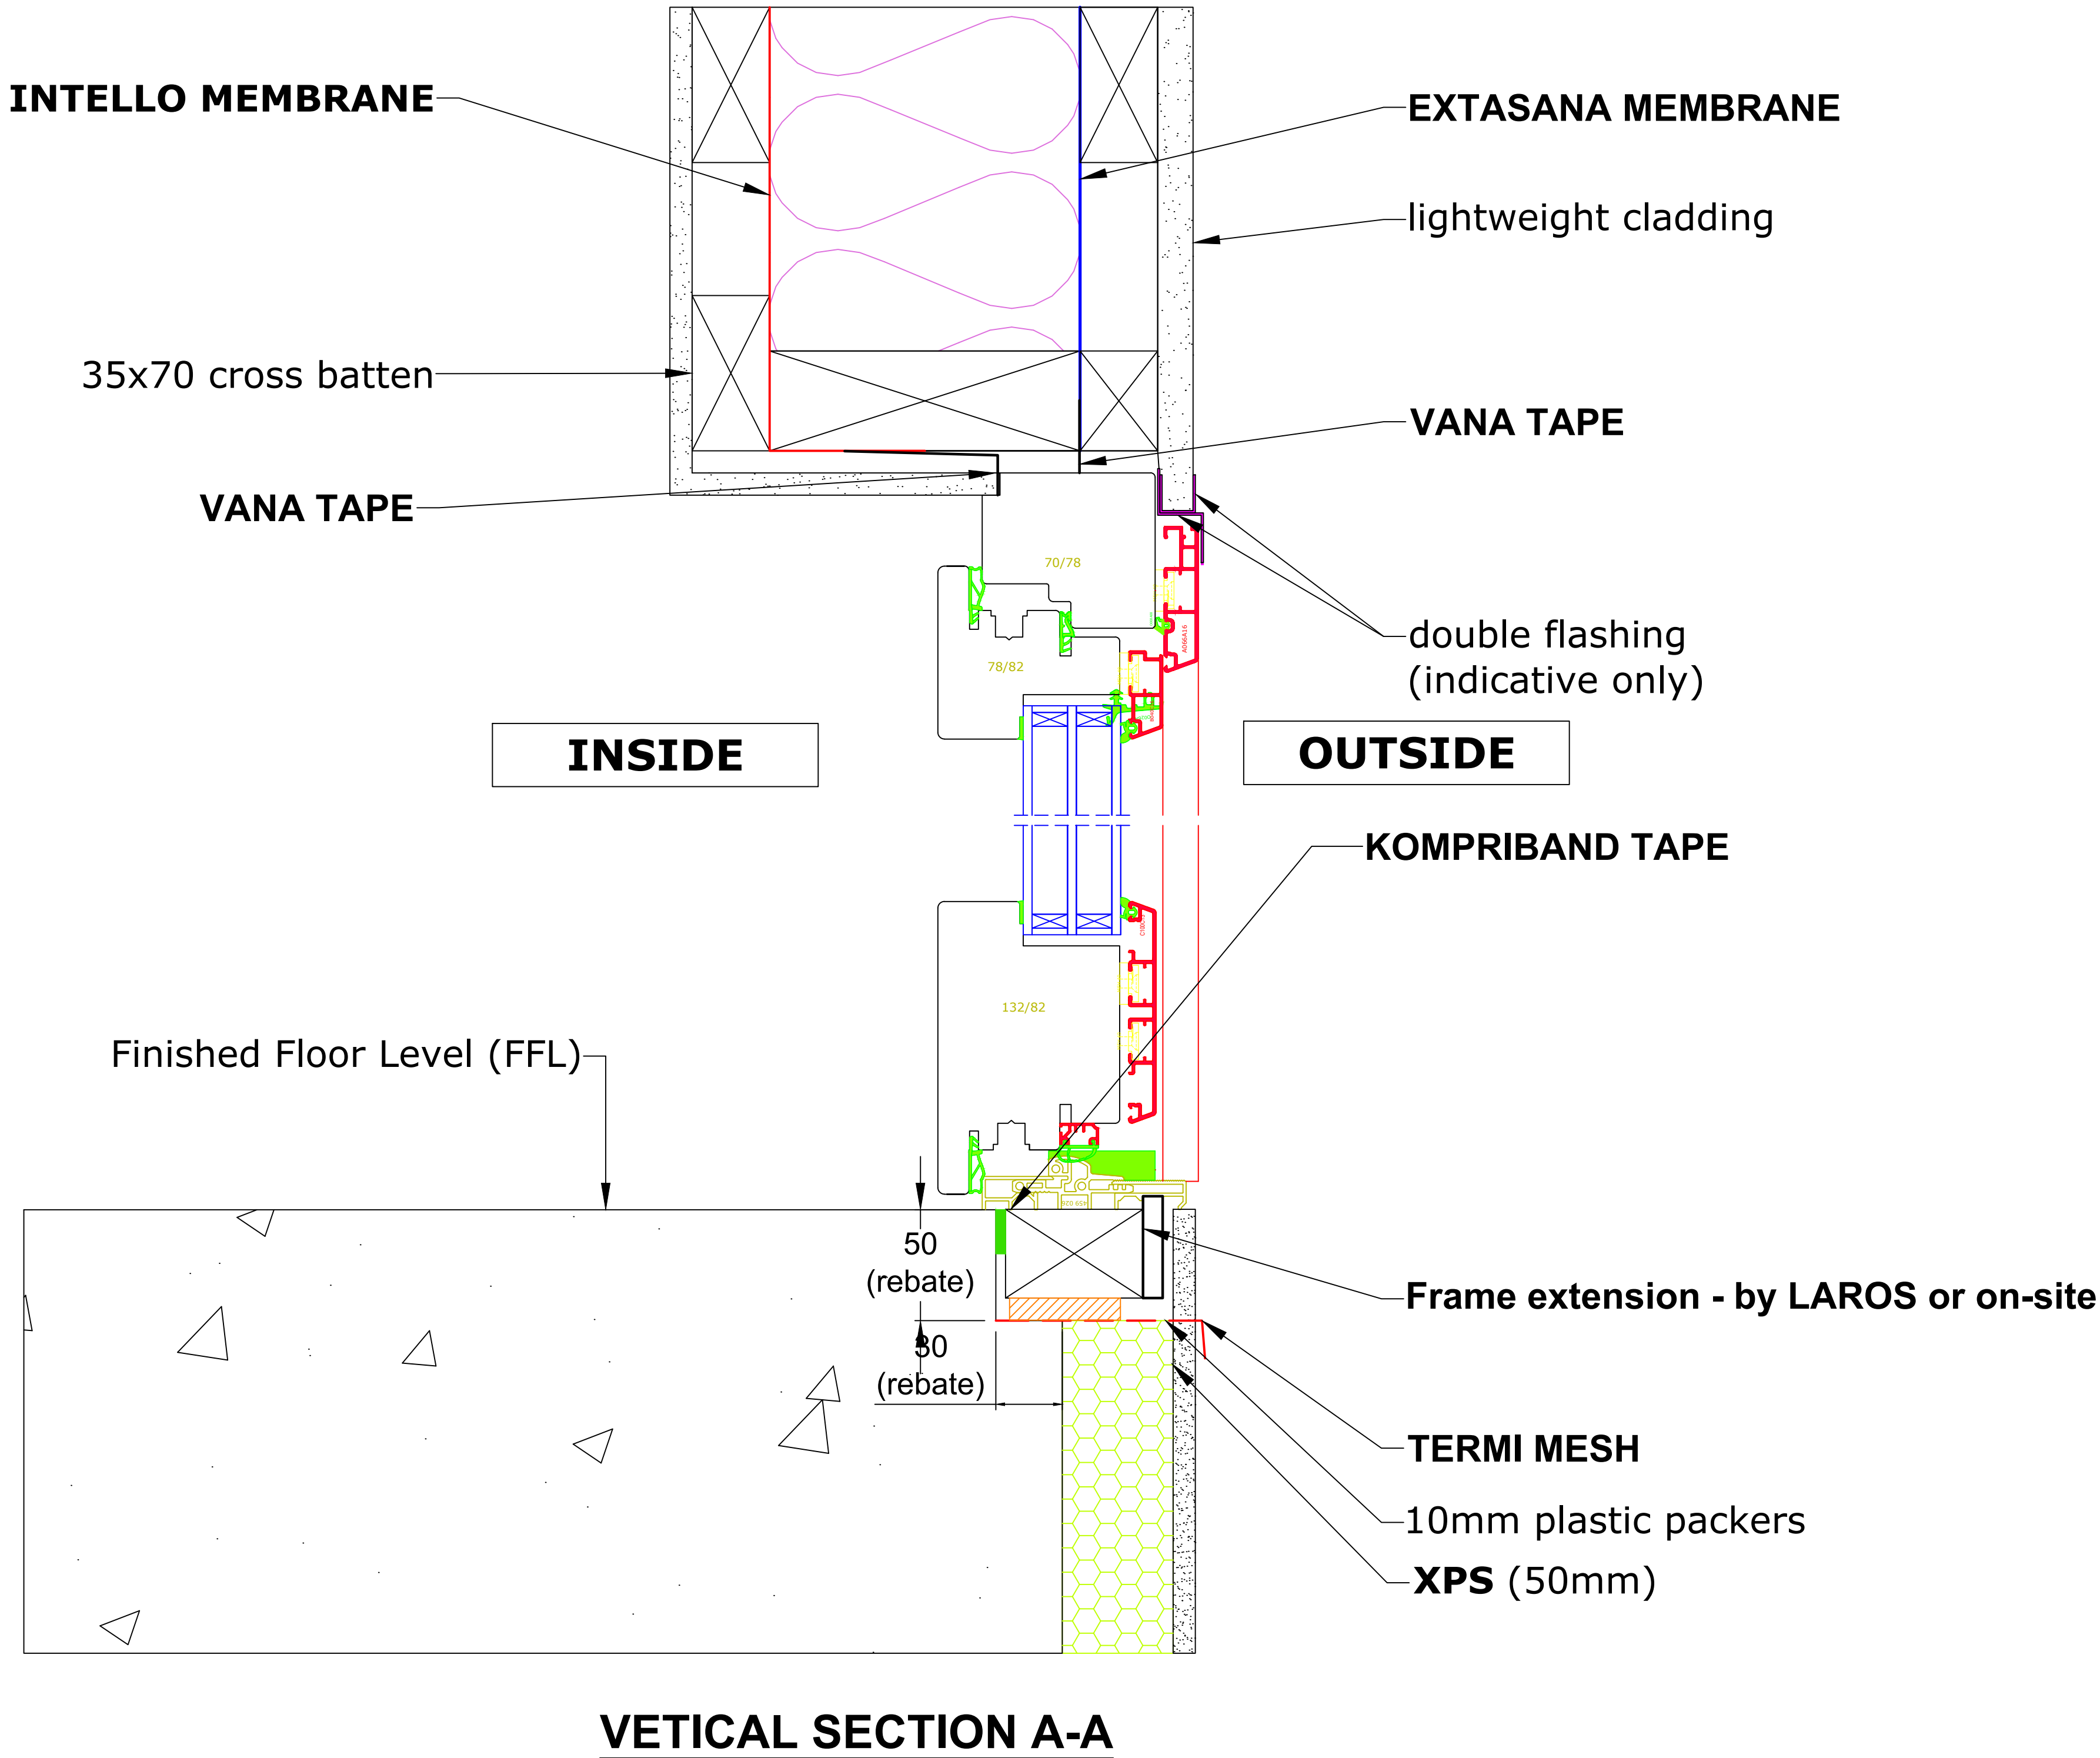 INTELLO MEMBRANE
EXTASANA MEMBRANE
lightweight cladding
35x70 cross batten
VANA TAPE
VANA TAPE
70/78
A066A16
78/82
double flashing
(indicative only)
INSIDE
OUTSIDE
KOMPRIBAND TAPE
132/82
Finished Floor Level (FFL)
50
(rebate)
Frame extension - by LAROS or on-site
30
(rebate)
TERMI MESH
10mm plastic packers
XPS (50mm)
VETICAL SECTION A-A